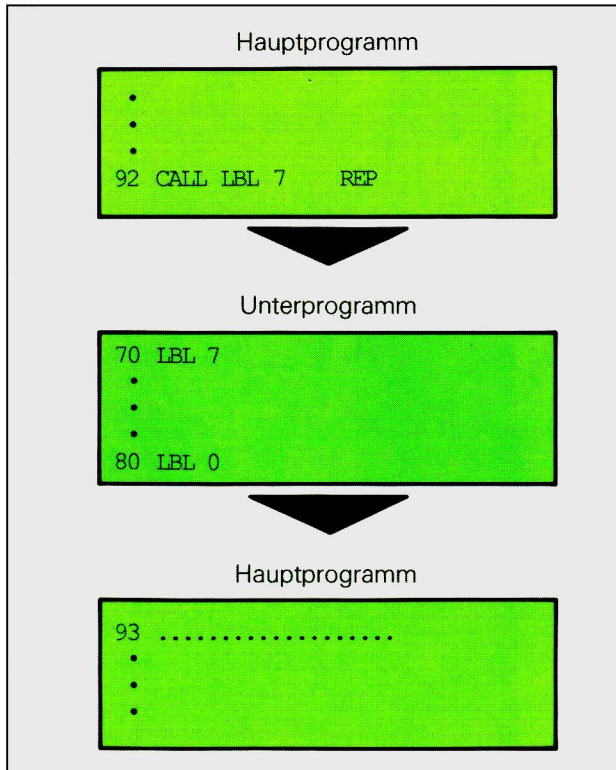 Hauptprogramm
•
•
•
92 CALL LBL 7 REP
Unterprogramm
70 LBL 7
•
•
•
80 LBL 0
Hauptprogramm
93 ...................
•
•
•